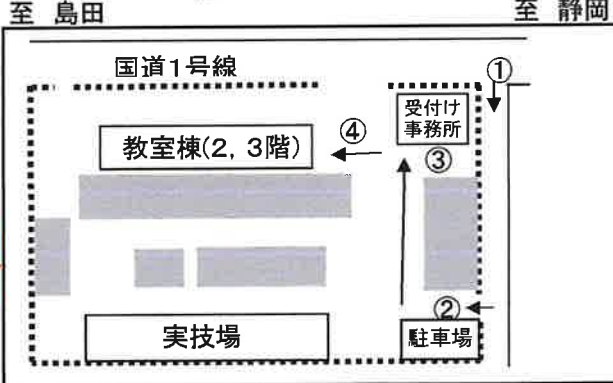 至 島田
至 静岡
国道1号線
①
受付け
事務所
教室棟(2, 3階)
④
③
②
実技場
駐車場